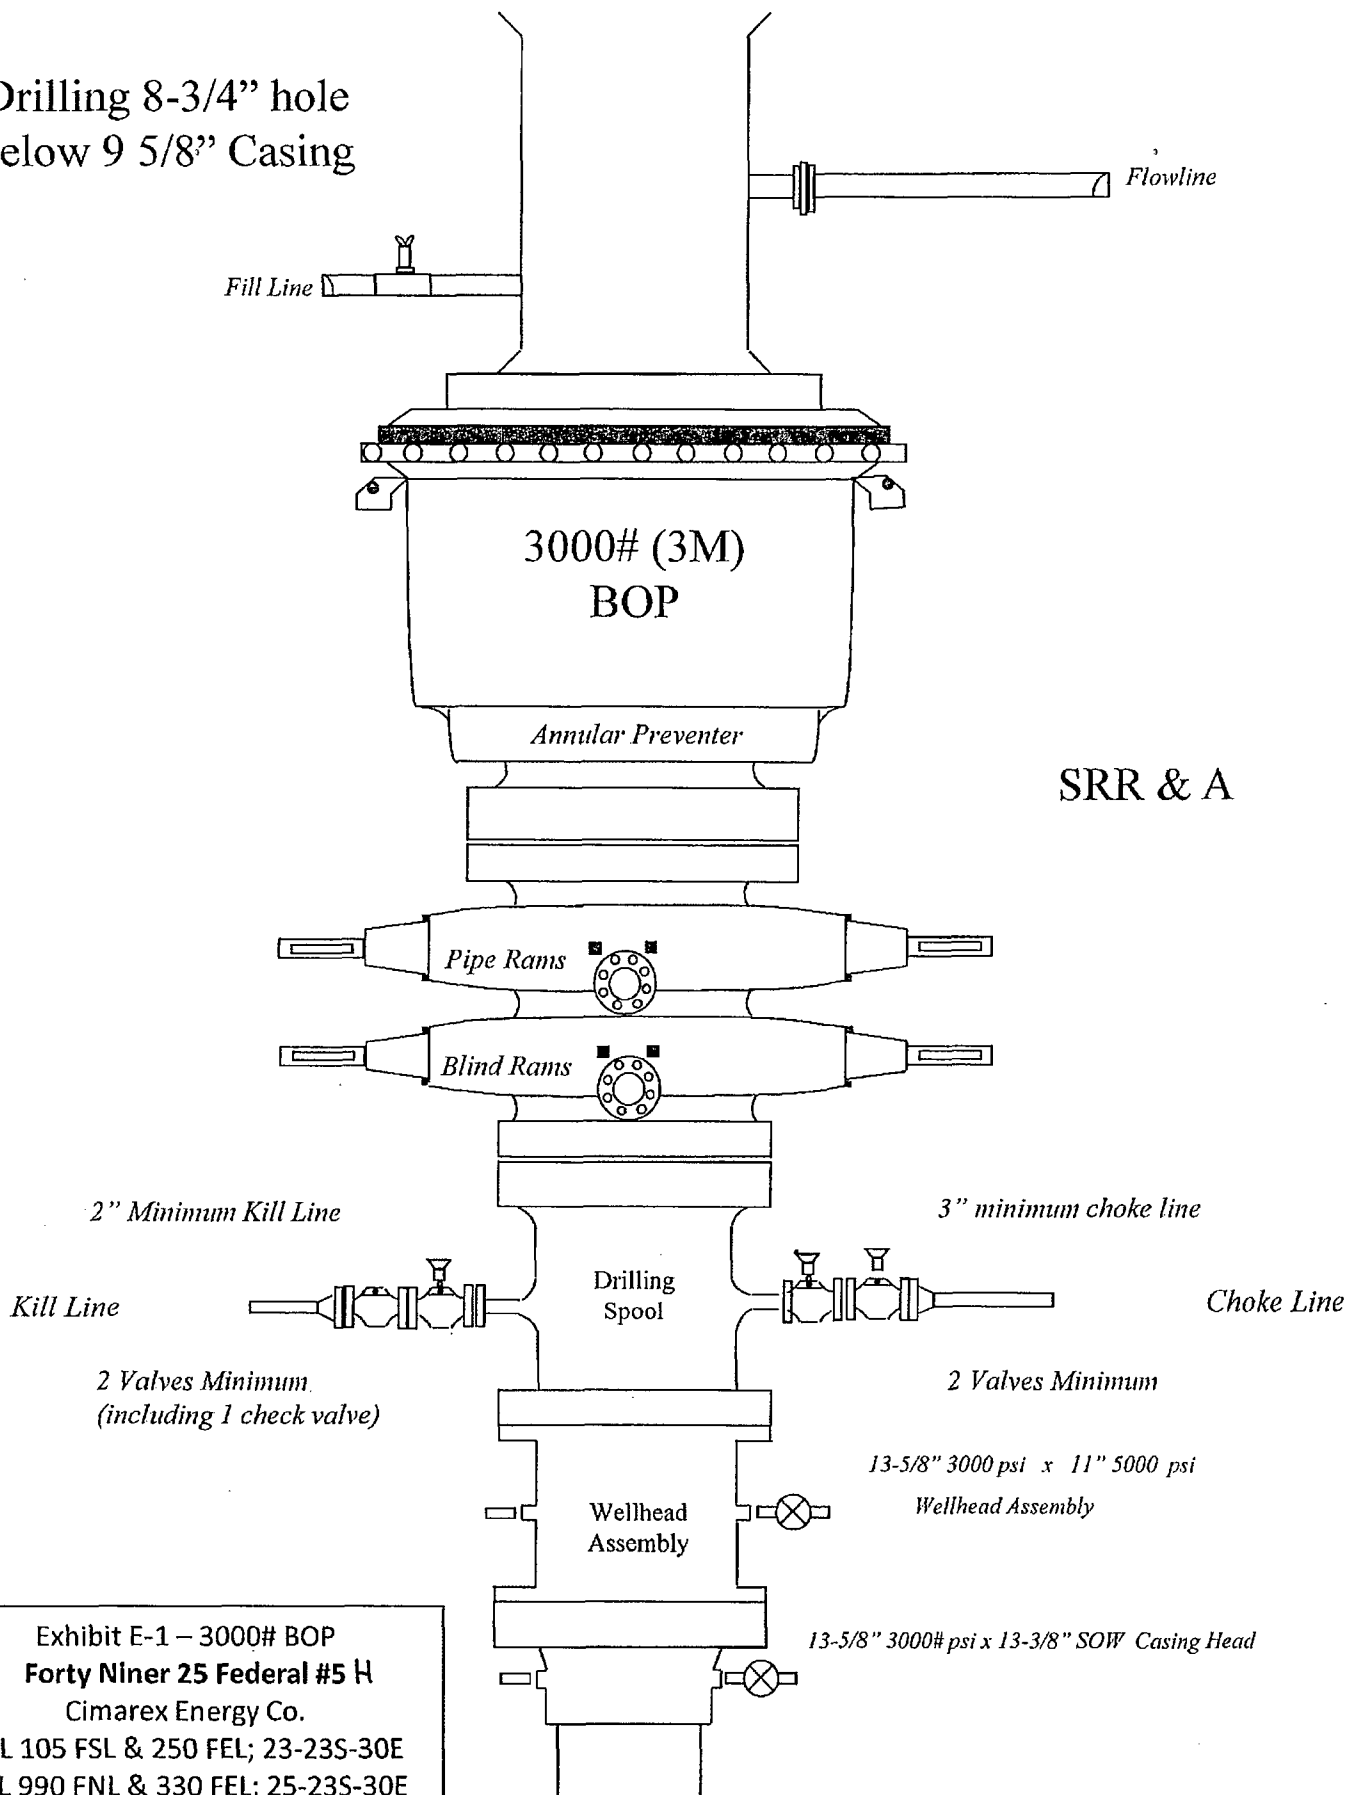 Drilling 8-3/4” hole
elow 9 5/8” Casing
Flowline
Fill Line
3000# (3M)
BOP
Annular Preventer
SRR & A
Pipe Rams
Blind Rams
2” Minimum Kill Line
3” minimum choke line
Drilling
Spool
Kill Line
Choke Line
2 Valves Minimum
(including 1 check valve)
2 Valves Minimum
13-5/8” 3000 psi x 11” 5000 psi
Wellhead Assembly
Wellhead
Assembly
13-5/8” 3000# psi x 13-3/8” SOW Casing Head
Exhibit E-1 – 3000# BOP
Forty Niner 25 Federal #5 H
Cimarex Energy Co.
L 105 FSL & 250 FEL; 23-23S-30E
L 990 FNL & 330 FEL; 25-23S-30E